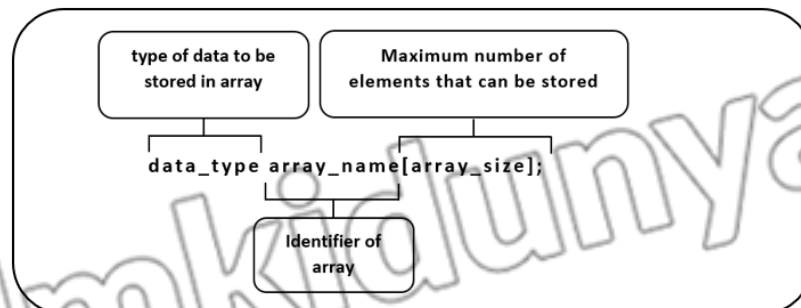 type of data to be
stored in array
Maximum number of
elements that can be stored
data_type array_name[array_size];
Identifier of
array
mkidunya